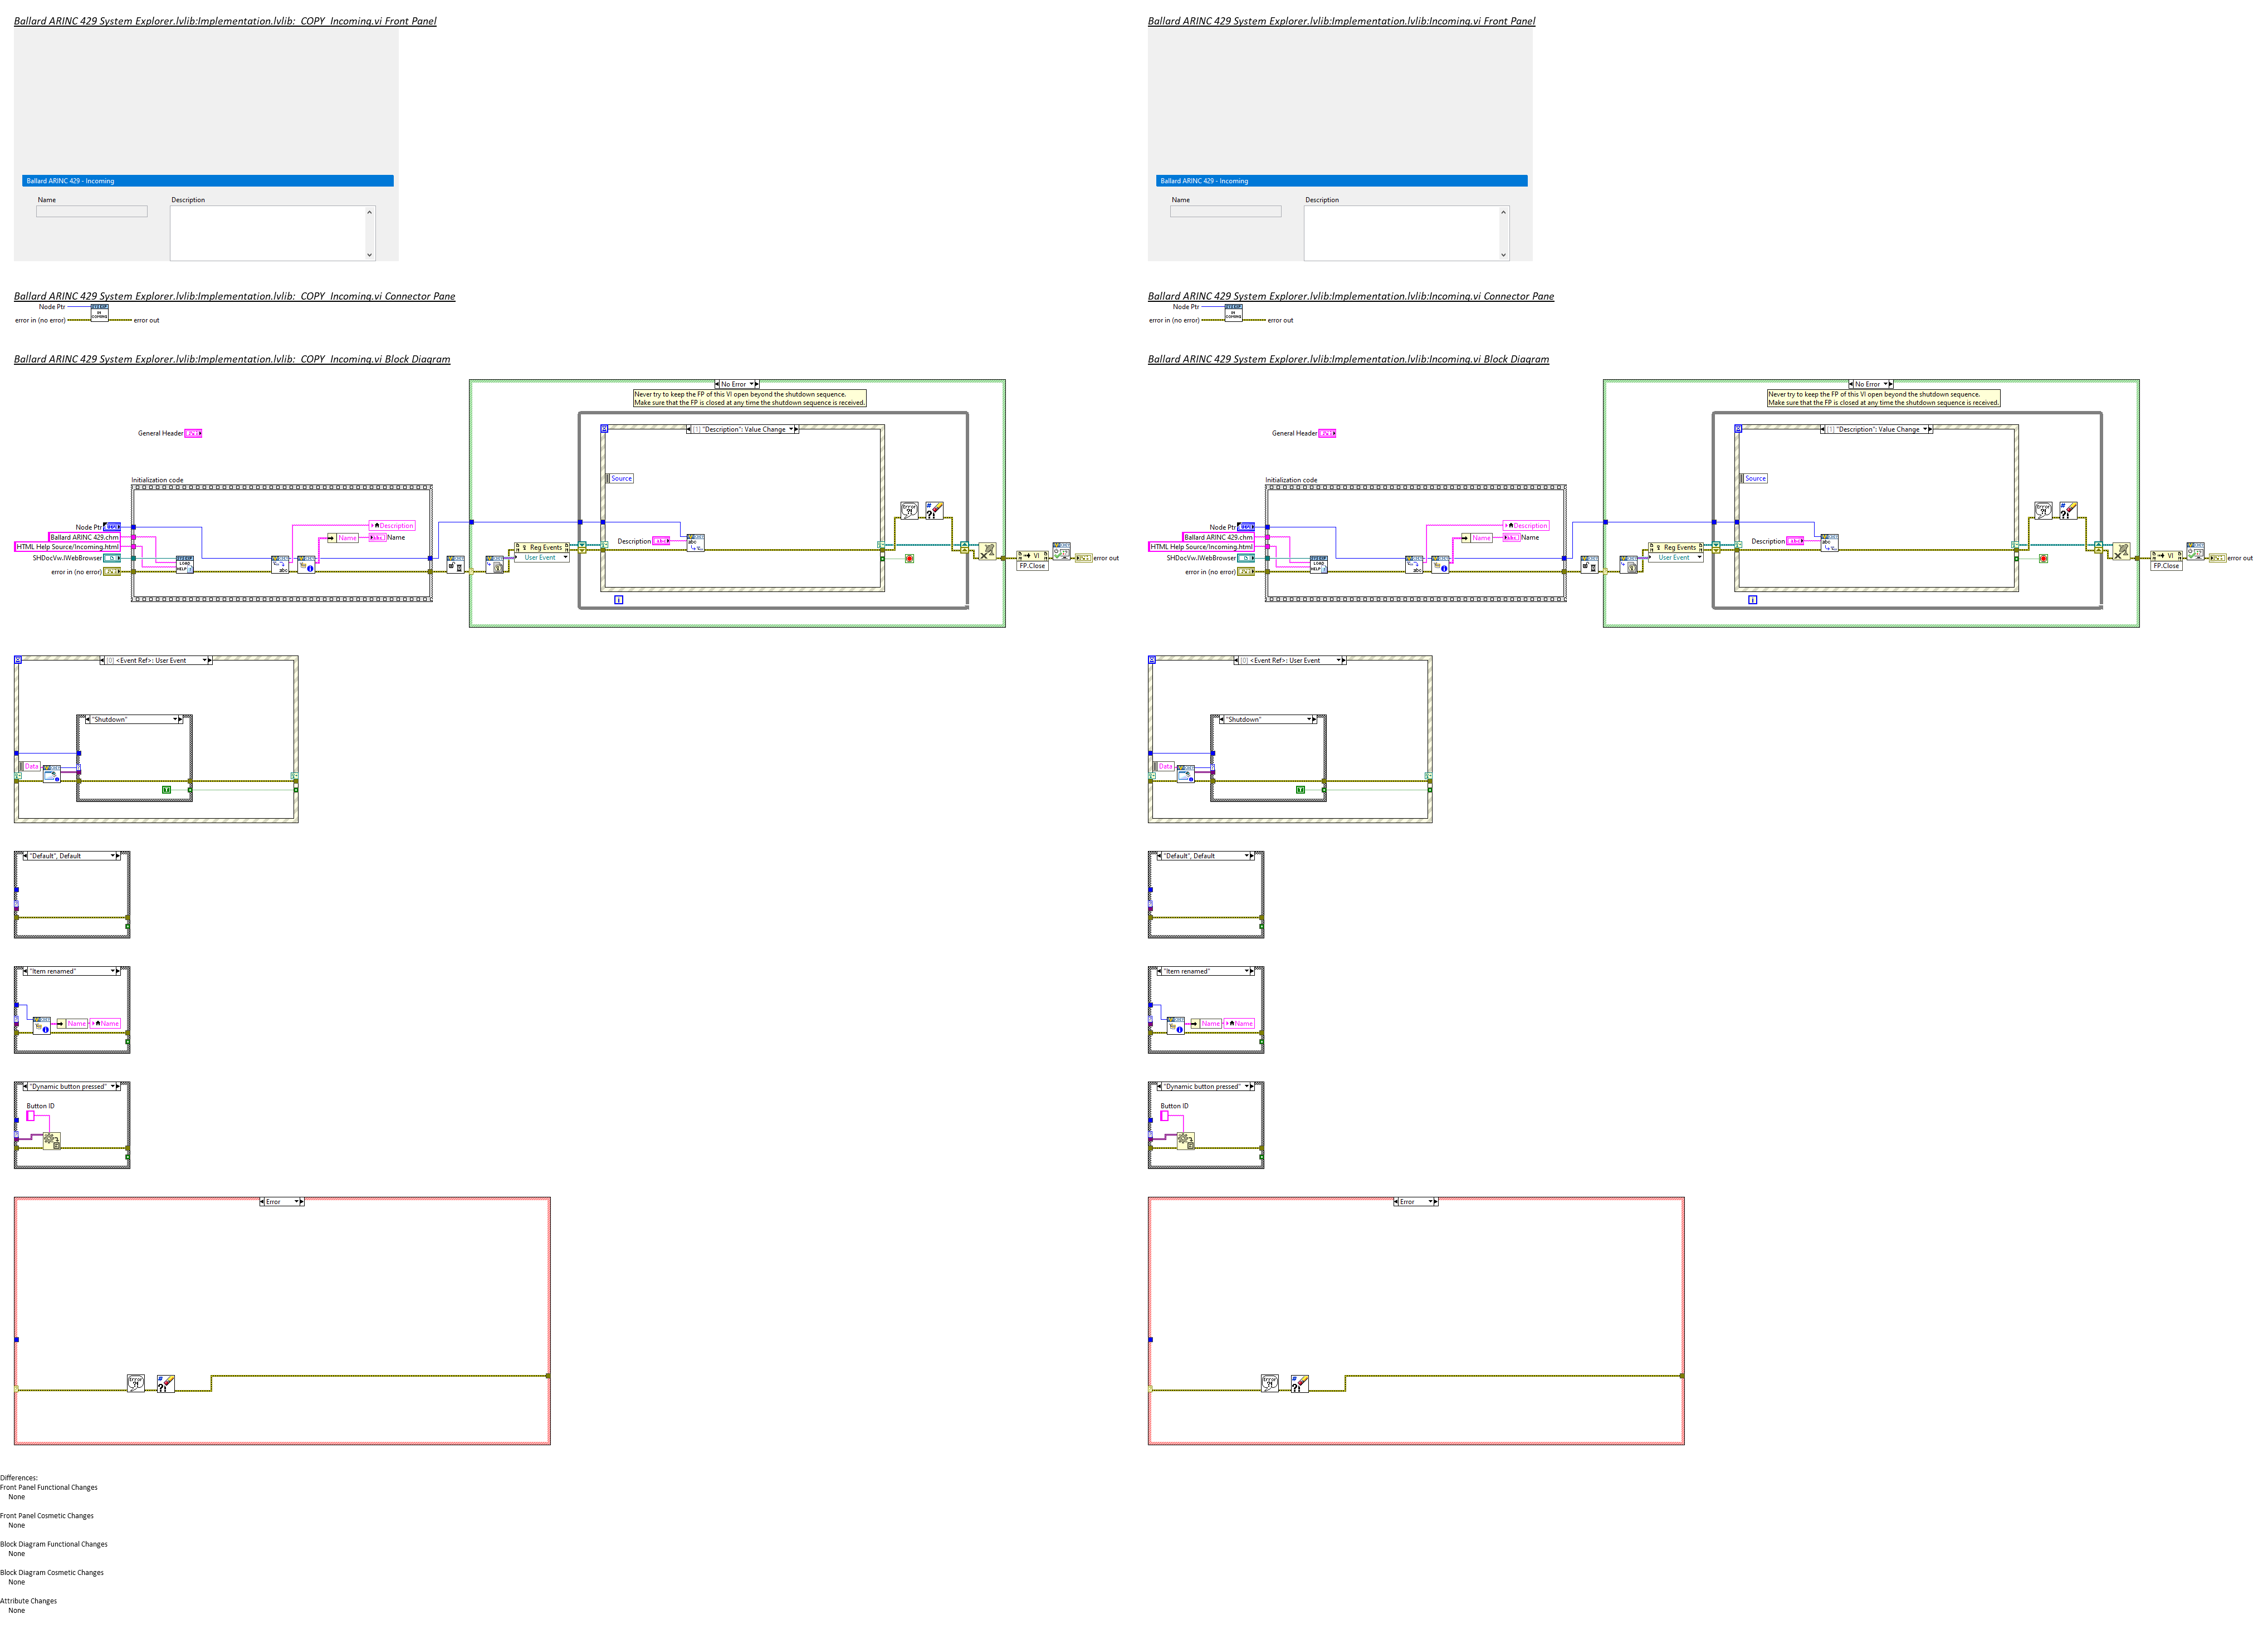 Ballard ARINC 429 System Explorer.lvlib:Implementation.lvlib:_COPY_Incoming.vi Front Panel
Ballard ARINC 429 - Incoming
Name
Description
Ballard ARINC 429 System Explorer.lvlib:Implementation.lvlib:_COPY_Incoming.vi Connector Pane
Node Ptr
error in (no error)
error out
Ballard ARINC 429 System Explorer.lvlib:Implementation.lvlib:_COPY_Incoming.vi Block Diagram
No Error
Never try to keep the FP of this VI open beyond the shutdown sequence.
Make sure that the FP is closed at any time the shutdown sequence is received.
General Header
[1] "Description": Value Change
Initialization code
Source
Node Ptr
Description
Ballard ARINC 429.chm
Name
Name
HTML Help Source/Incoming.html
Description
Reg Events
SHDocVw.IWebBrowser
User Event
VI
error out
error in (no error)
FP.Close
[0] <Event Ref>: User Event
"Shutdown"
Data
"Default", Default
"Item renamed"
Name
Name
"Dynamic button pressed"
Button ID
Error
Differences:
Front Panel Functional Changes
None
Front Panel Cosmetic Changes
None
Block Diagram Functional Changes
None
Block Diagram Cosmetic Changes
None
Attribute Changes
None
Ballard ARINC 429 System Explorer.lvlib:Implementation.lvlib:Incoming.vi Front Panel
Ballard ARINC 429 - Incoming
Name
Description
Ballard ARINC 429 System Explorer.lvlib:Implementation.lvlib:Incoming.vi Connector Pane
Node Ptr
error in (no error)
error out
Ballard ARINC 429 System Explorer.lvlib:Implementation.lvlib:Incoming.vi Block Diagram
No Error
Never try to keep the FP of this VI open beyond the shutdown sequence.
Make sure that the FP is closed at any time the shutdown sequence is received.
General Header
[1] "Description": Value Change
Initialization code
Source
Node Ptr
Description
Ballard ARINC 429.chm
Name
Name
HTML Help Source/Incoming.html
Description
Reg Events
SHDocVw.IWebBrowser
User Event
VI
error out
error in (no error)
FP.Close
[0] <Event Ref>: User Event
"Shutdown"
Data
"Default", Default
"Item renamed"
Name
Name
"Dynamic button pressed"
Button ID
Error